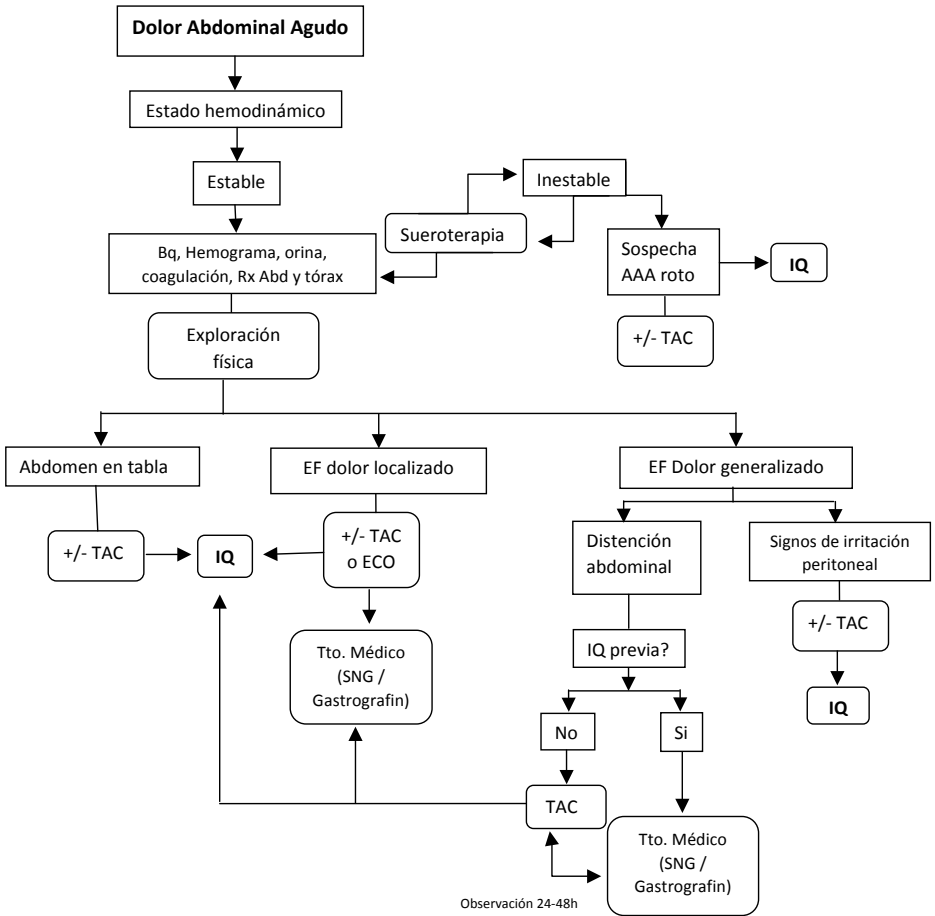 Dolor Abdominal Agudo
Estado hemodinámico
Estable
Inestable
Sueroterapia
Bq, Hemograma, orina,
coagulación, Rx Abd y tórax
Sospecha
AAA roto
IQ
+/- TAC
Exploración
física
Abdomen en tabla
EF dolor localizado
EF Dolor generalizado
+/- TAC
IQ
+/- TAC
o ECO
Distención
abdominal
Signos de irritación
peritoneal
+/- TAC
Tto. Médico
(SNG /
Gastrografin)
IQ previa?
IQ
No
Si
TAC
Tto. Médico
(SNG /
Gastrografin)
Observación 24-48h